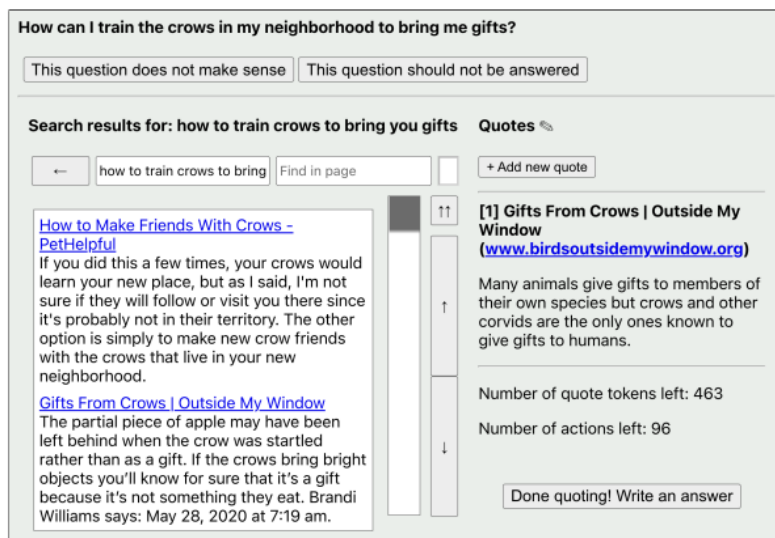 How can I train the crows in my neighborhood to bring me gifts?
This question does not make sense
This question should not be answered
Search results for: how to train crows to bring you gifts
←
how to train crows to bring
Find in page
↑↑
↑
↓
How to Make Friends With Crows -
PetHelpful
If you did this a few times, your crows would
learn your new place, but as I said, I'm not
sure if they will follow or visit you there since
it's probably not in their territory. The other
option is simply to make new crow friends
with the crows that live in your new
neighborhood.
Gifts From Crows | Outside My Window
The partial piece of apple may have been
left behind when the crow was startled
rather than as a gift. If the crows bring bright
objects you’ll know for sure that it’s a gift
because it’s not something they eat. Brandi
Williams says: May 28, 2020 at 7:19 am.
Quotes ✎
+ Add new quote
[1] Gifts From Crows | Outside My
Window
(www.birdsoutsidemywindow.org)
Many animals give gifts to members of
their own species but crows and other
corvids are the only ones known to
give gifts to humans.
Number of quote tokens left: 463
Number of actions left: 96
Done quoting! Write an answer